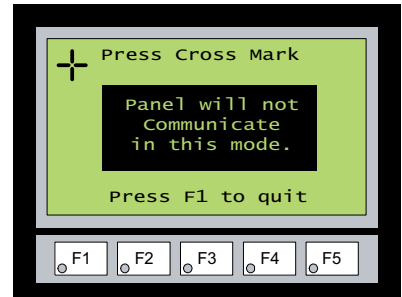 Press Cross Mark
Panel will not
Communicate
in this mode.
Press F1 to quit
F1 F2 F3 F4 F5